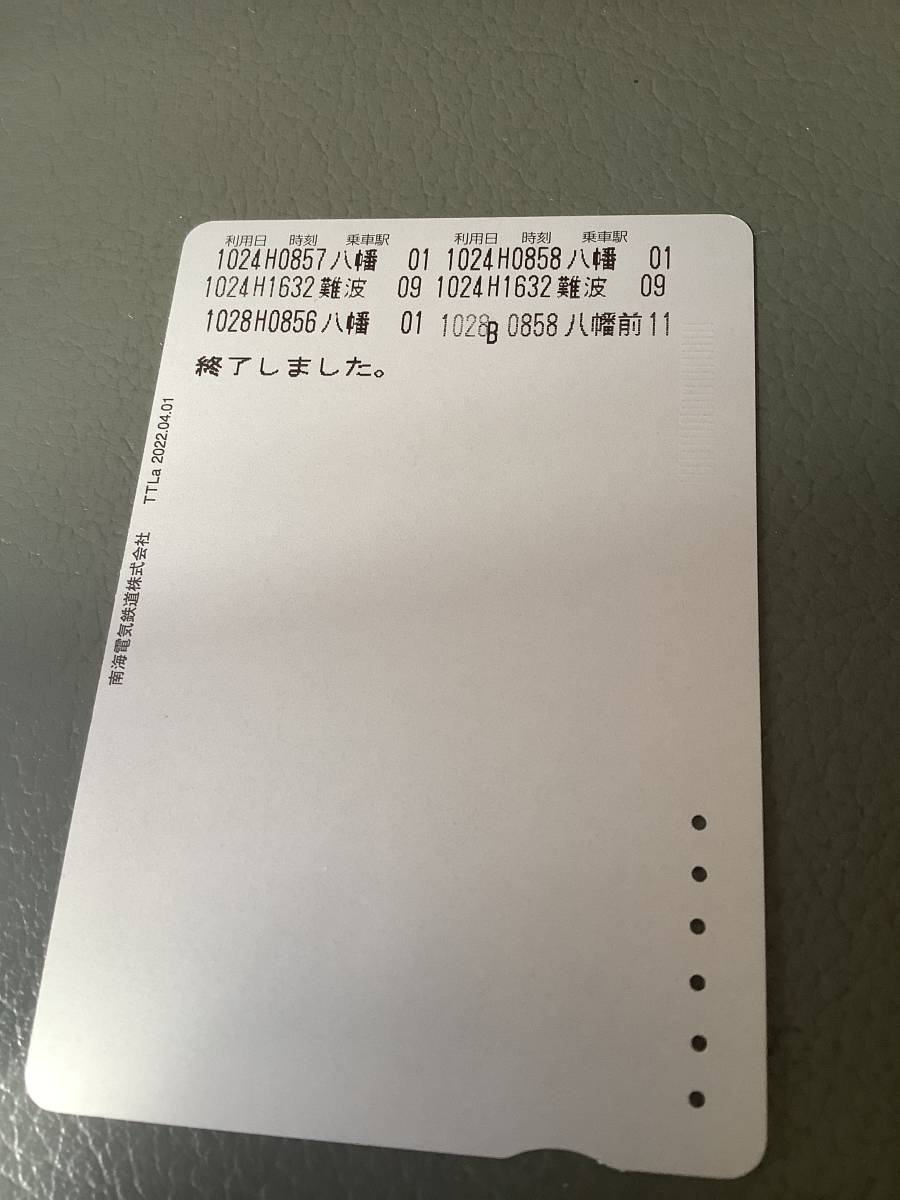 利用日 時刻 乗車駅 利用日 時刻 乗車駅
1024H0857八幡 01 1024H0858八幡 01
1024H1632難波 09 1024H1632難波 09
1028H0856八幡 01 1028B 0858八幡前11
終了しました。
南海電気鉄道株式会社 TTLa 2022.04.01